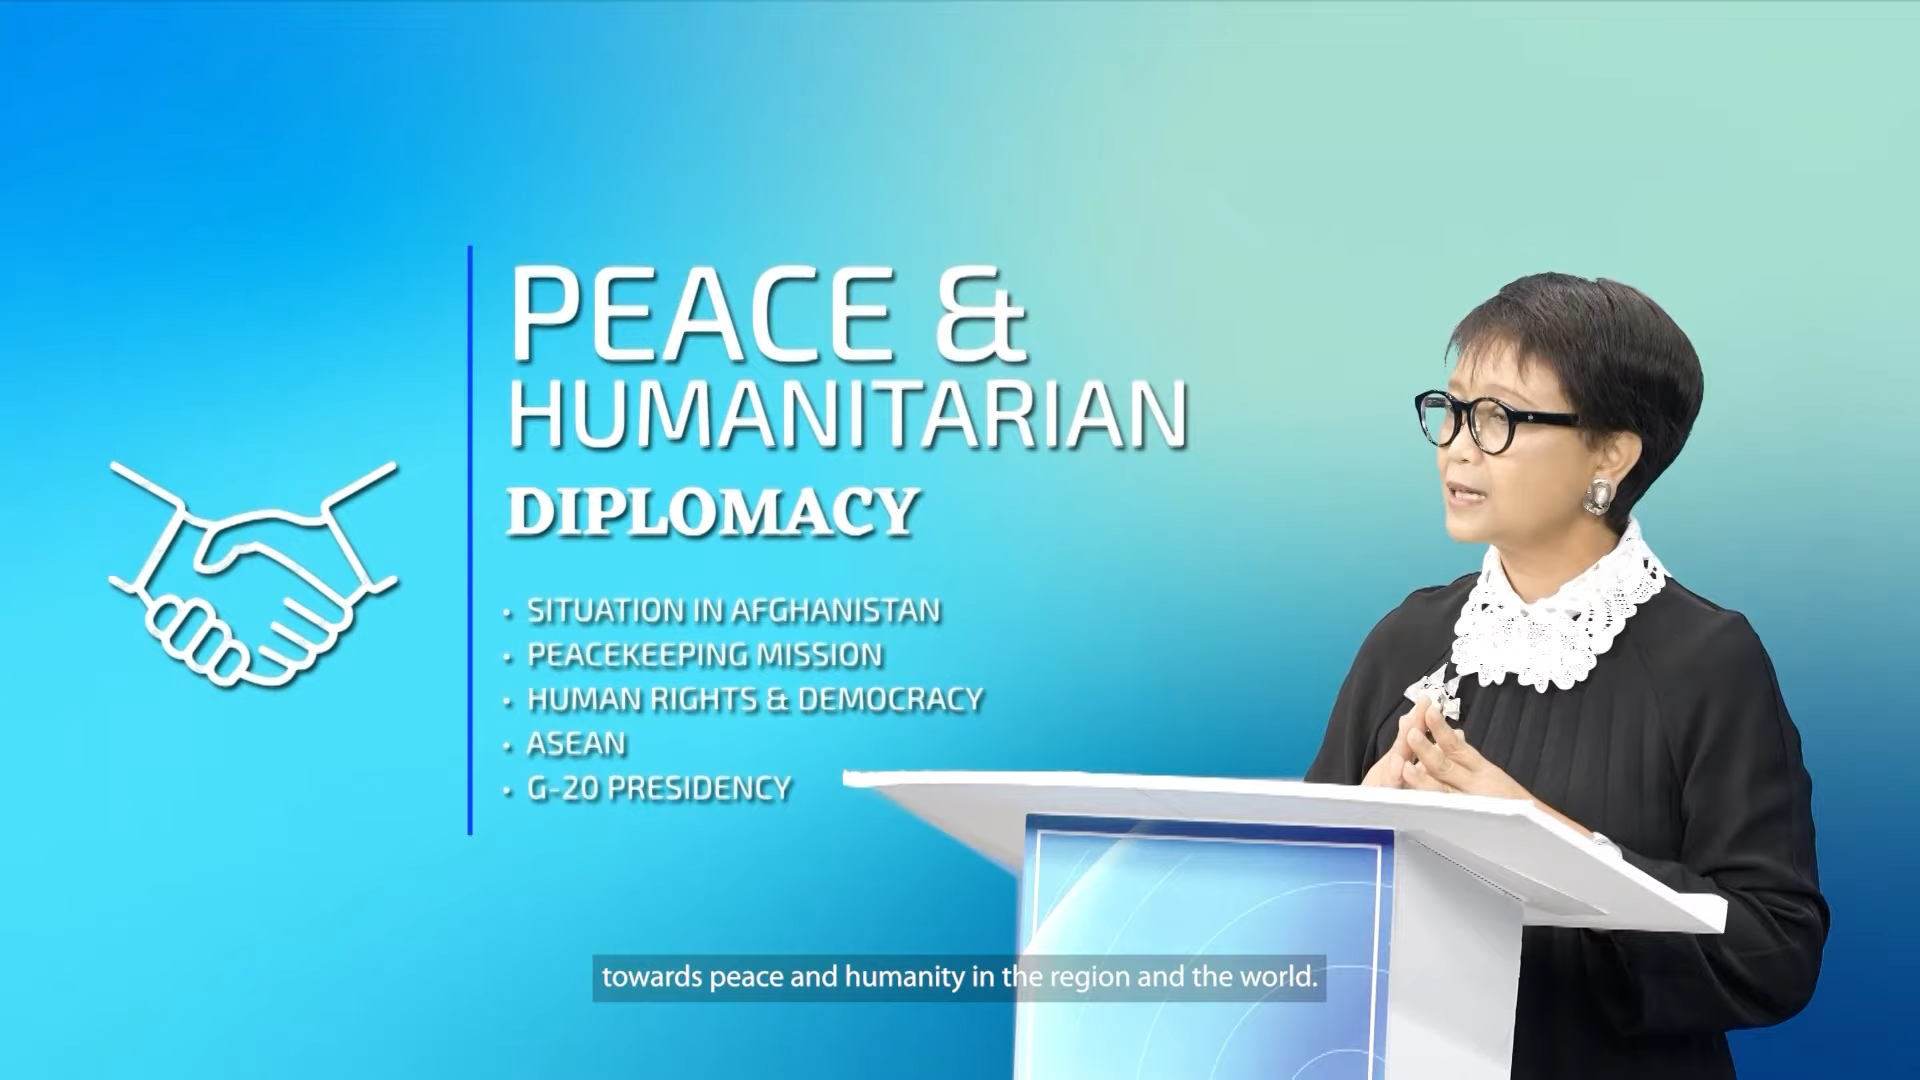 PEACE &
HUMANITARIAN
DIPLOMACY
• SITUATION IN AFGHANISTAN
• PEACEKEEPING MISSION
• HUMAN RIGHTS & DEMOCRACY
• ASEAN
• G-20 PRESIDENCY
towards peace and humanity in the region and the world.